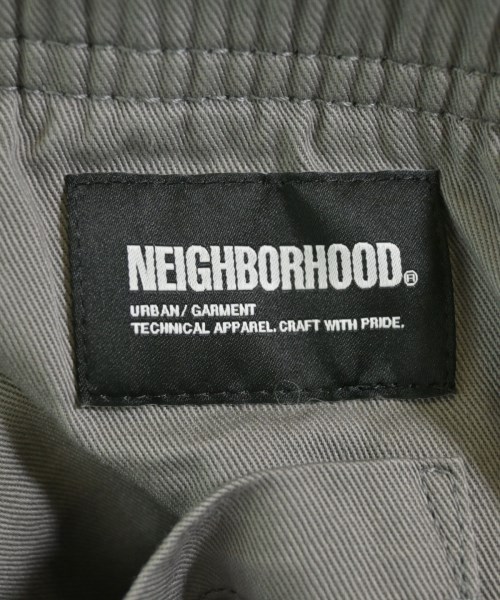 NEIGHBORHOOD®
URBAN/ GARMENT
TECHNICAL APPAREL. CRAFT WITH PRIDE.